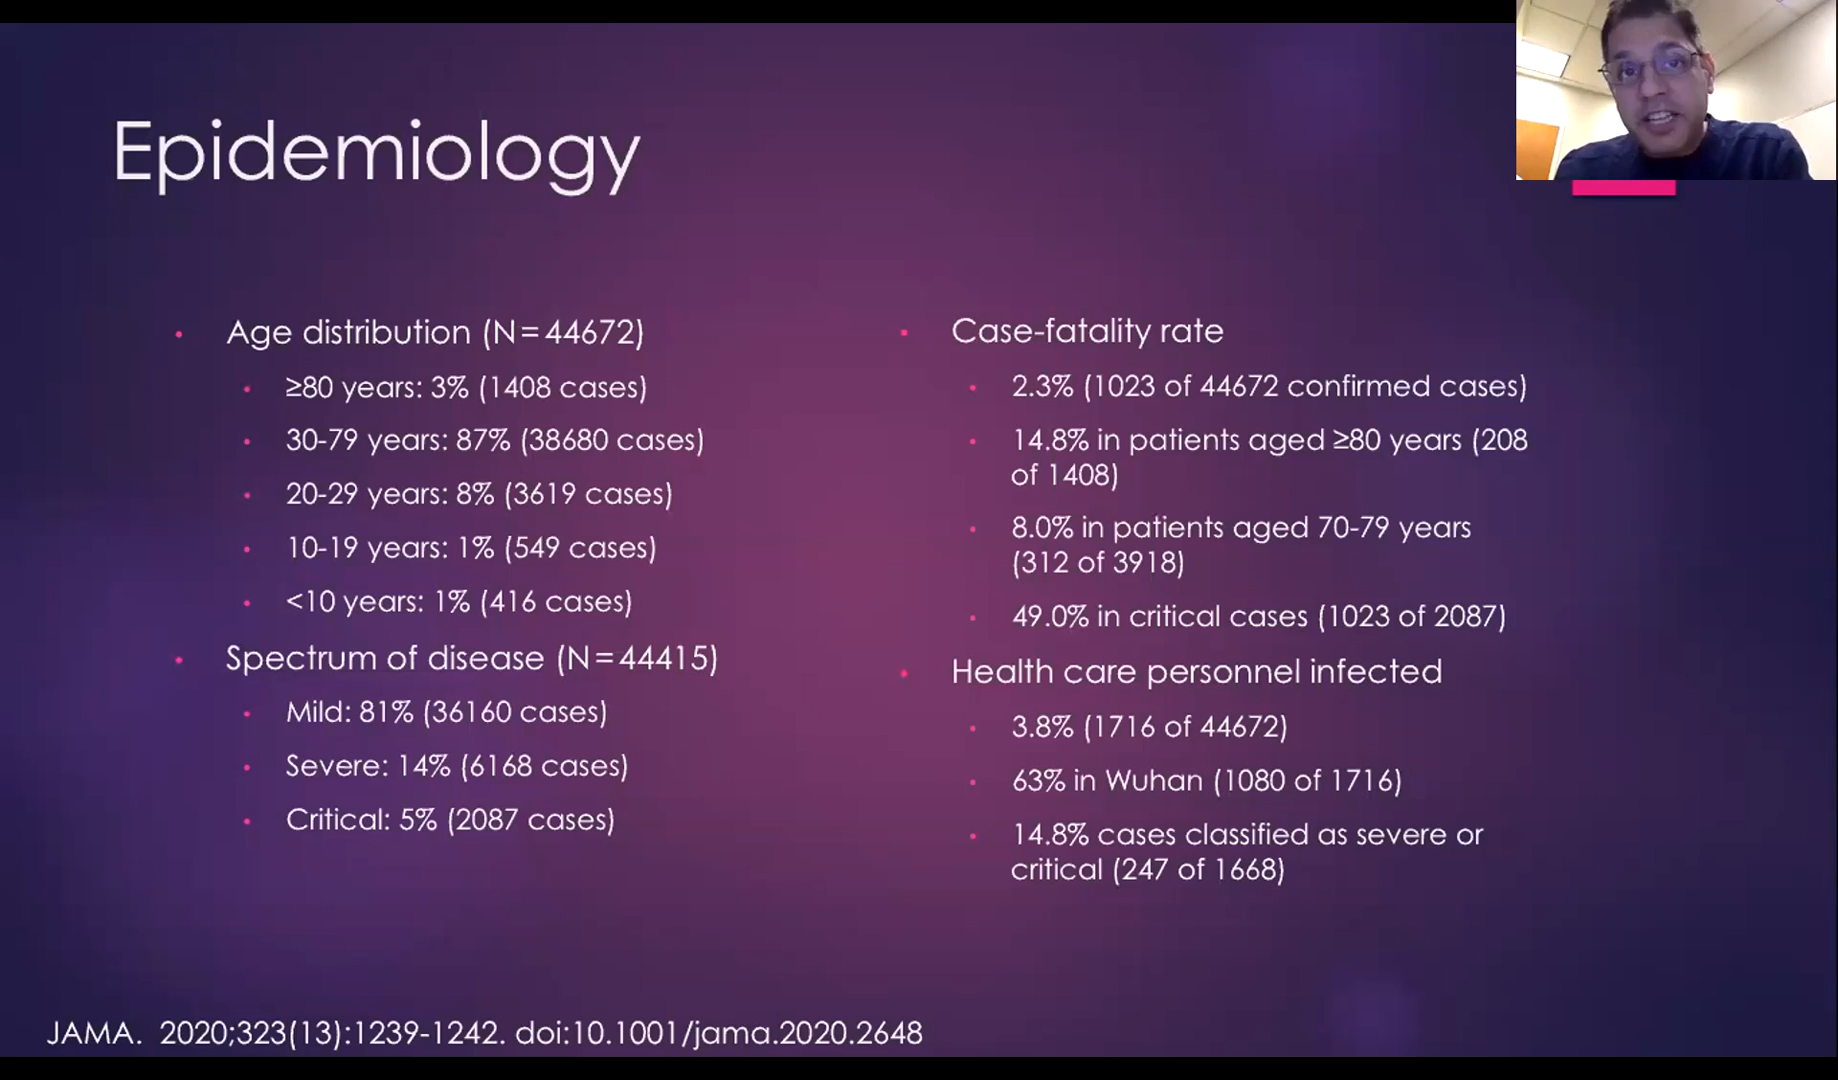 Epidemiology
Age distribution (N=44672)
≥80 years: 3% (1408 cases)
30-79 years: 87% (38680 cases)
20-29 years: 8% (3619 cases)
10-19 years: 1% (549 cases)
<10 years: 1% (416 cases)
Spectrum of disease (N=44415)
Mild: 81% (36160 cases)
Severe: 14% (6168 cases)
Critical: 5% (2087 cases)
Case-fatality rate
2.3% (1023 of 44672 confirmed cases)
14.8% in patients aged ≥80 years (208
of 1408)
8.0% in patients aged 70-79 years
(312 of 3918)
49.0% in critical cases (1023 of 2087)
Health care personnel infected
3.8% (1716 of 44672)
63% in Wuhan (1080 of 1716)
14.8% cases classified as severe or
critical (247 of 1668)
JAMA. 2020;323(13):1239-1242. doi:10.1001/jama.2020.2648